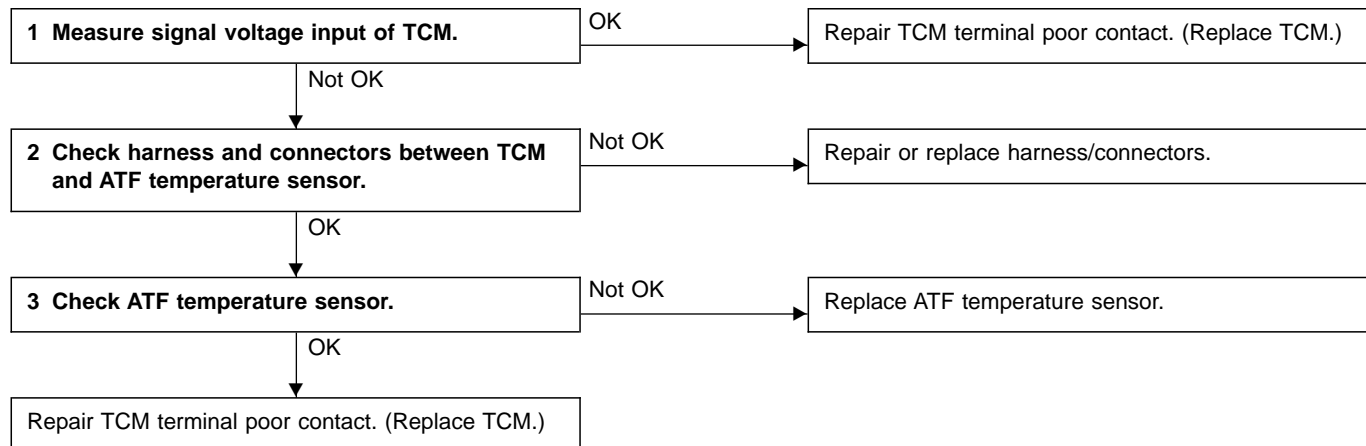 1 Measure signal voltage input of TCM.
OK
Repair TCM terminal poor contact. (Replace TCM.)
Not OK
2 Check harness and connectors between TCM
and ATF temperature sensor.
Not OK
Repair or replace harness/connectors.
OK
3 Check ATF temperature sensor.
Not OK
Replace ATF temperature sensor.
OK
Repair TCM terminal poor contact. (Replace TCM.)